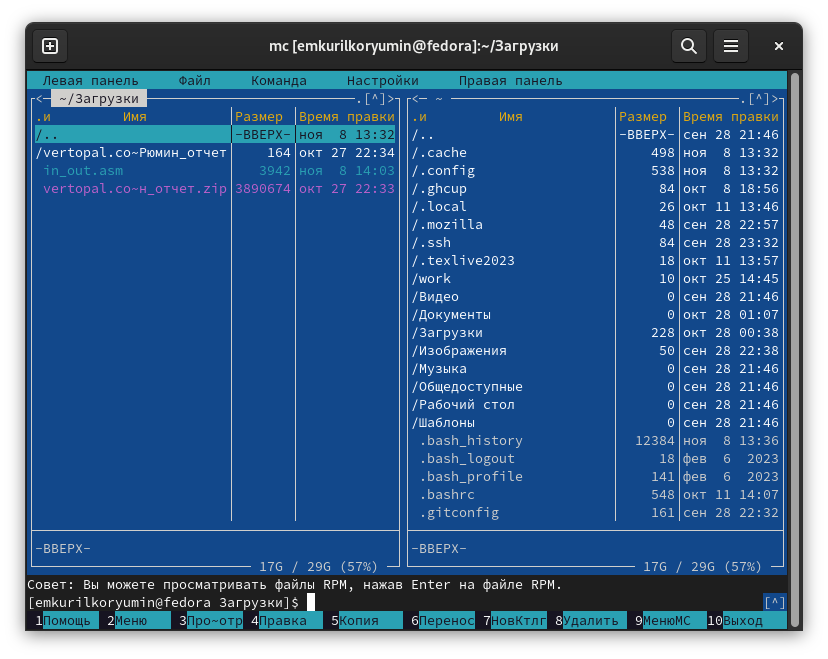 mc [emkurilkoryumin@fedora]:~/Загрузки
Левая панель Файл Команда Настройки Правая панель
<─ ~/Загрузки .[^]> <─ ~ .[^]>
.и Имя Размер Время правки .и Имя Размер Время правки
/.. -ВВЕРХ- ноя 8 13:32 /.. -ВВЕРХ- сен 28 21:46
/vertopal.co~Рюмин_отчет 164 окт 27 22:34 /.cache 498 ноя 8 13:32
in_out.asm 3942 ноя 8 14:03 /.config 538 ноя 8 13:32
vertopal.co~н_отчет.zip 3890674 окт 27 22:33 /.ghcup 84 окт 8 18:56
/.local 26 окт 11 13:46
/.mozilla 48 сен 28 22:57
/.ssh 84 сен 28 23:32
/.texlive2023 18 окт 11 13:57
/work 10 окт 25 14:45
/Видео 0 сен 28 21:46
/Документы 0 окт 28 01:07
/Загрузки 228 окт 28 00:38
/Изображения 50 сен 28 22:38
/Музыка 0 сен 28 21:46
/Общедоступные 0 сен 28 21:46
/Рабочий стол 0 сен 28 21:46
/Шаблоны 0 сен 28 21:46
.bash_history 12384 ноя 8 13:36
.bash_logout 18 фев 6 2023
.bash_profile 141 фев 6 2023
.bashrc 548 окт 11 14:07
.gitconfig 161 сен 28 22:32
-ВВЕРХ- -ВВЕРХ-
17G / 29G (57%) 17G / 29G (57%)
Совет: Вы можете просматривать файлы RPM, нажав Enter на файле RPM.
[emkurilkoryumin@fedora Загрузки]$ [^]
1Помощь 2Меню 3Про~отр 4Правка 5Копия 6Перенос 7НовКтлг 8Удалить 9МенюMC 10Выход